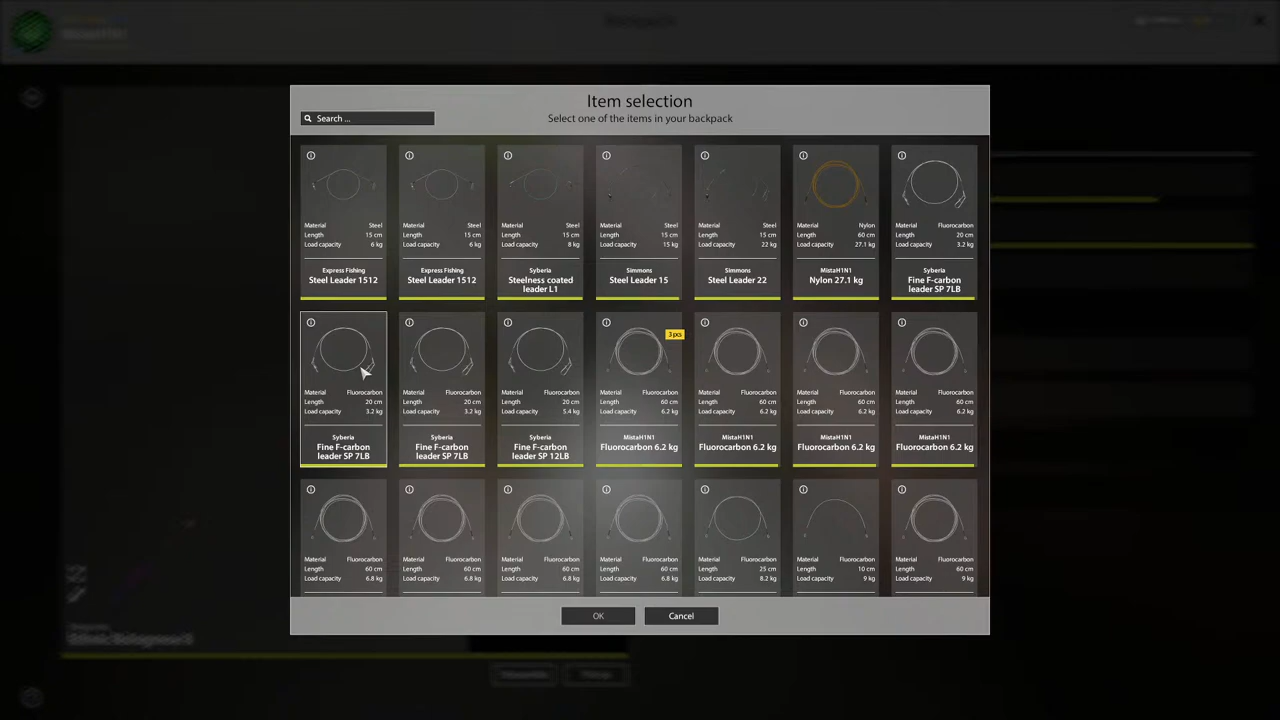 Item selection
Search ...
Select one of the items in your backpack
Material Steel
Length 15 cm
Load capacity 6 kg
Express Fishing
Steel Leader 1512
Material Steel
Length 15 cm
Load capacity 6 kg
Express Fishing
Steel Leader 1512
Material Steel
Length 15 cm
Load capacity 8 kg
Syberia
Steelness coated
leader L1
Material Steel
Length 15 cm
Load capacity 15 kg
Simmons
Steel Leader 15
Material Steel
Length 15 cm
Load capacity 22 kg
Simmons
Steel Leader 22
Material Nylon
Length 60 cm
Load capacity 27.1 kg
MistaH1N1
Nylon 27.1 kg
Material Fluorocarbon
Length 20 cm
Load capacity 3.2 kg
Syberia
Fine F-carbon
leader SP 7LB
Material Fluorocarbon
Length 20 cm
Load capacity 3.2 kg
Syberia
Fine F-carbon
leader SP 7LB
Material Fluorocarbon
Length 20 cm
Load capacity 3.2 kg
Syberia
Fine F-carbon
leader SP 7LB
Material Fluorocarbon
Length 20 cm
Load capacity 5.4 kg
Syberia
Fine F-carbon
leader SP 12LB
3 pcs
Material Fluorocarbon
Length 60 cm
Load capacity 6.2 kg
MistaH1N1
Fluorocarbon 6.2 kg
Material Fluorocarbon
Length 60 cm
Load capacity 6.2 kg
MistaH1N1
Fluorocarbon 6.2 kg
Material Fluorocarbon
Length 60 cm
Load capacity 6.2 kg
MistaH1N1
Fluorocarbon 6.2 kg
Material Fluorocarbon
Length 60 cm
Load capacity 6.2 kg
MistaH1N1
Fluorocarbon 6.2 kg
Material Fluorocarbon
Length 60 cm
Load capacity 6.8 kg
Material Fluorocarbon
Length 60 cm
Load capacity 6.8 kg
Material Fluorocarbon
Length 60 cm
Load capacity 6.8 kg
Material Fluorocarbon
Length 60 cm
Load capacity 6.8 kg
Material Fluorocarbon
Length 25 cm
Load capacity 8.2 kg
Material Fluorocarbon
Length 10 cm
Load capacity 9 kg
Material Fluorocarbon
Length 60 cm
Load capacity 9 kg
OK
Cancel